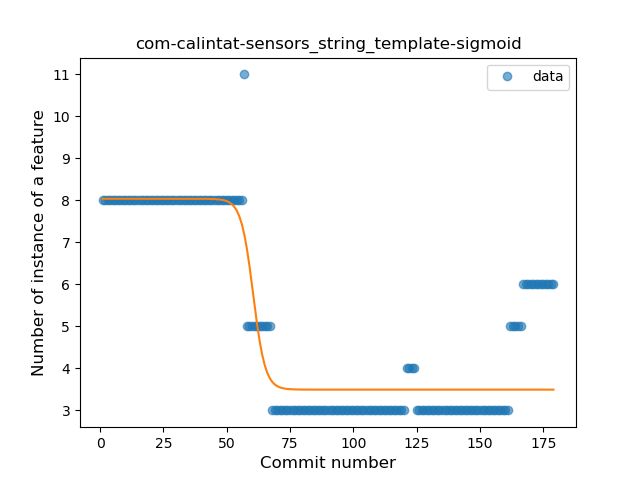 com-calintat-sensors_string_template-sigmoid
data
Number of instance of a feature
11
10
9
8
7
6
5
4
3
0 25 50 75 100 125 150 175
Commit number